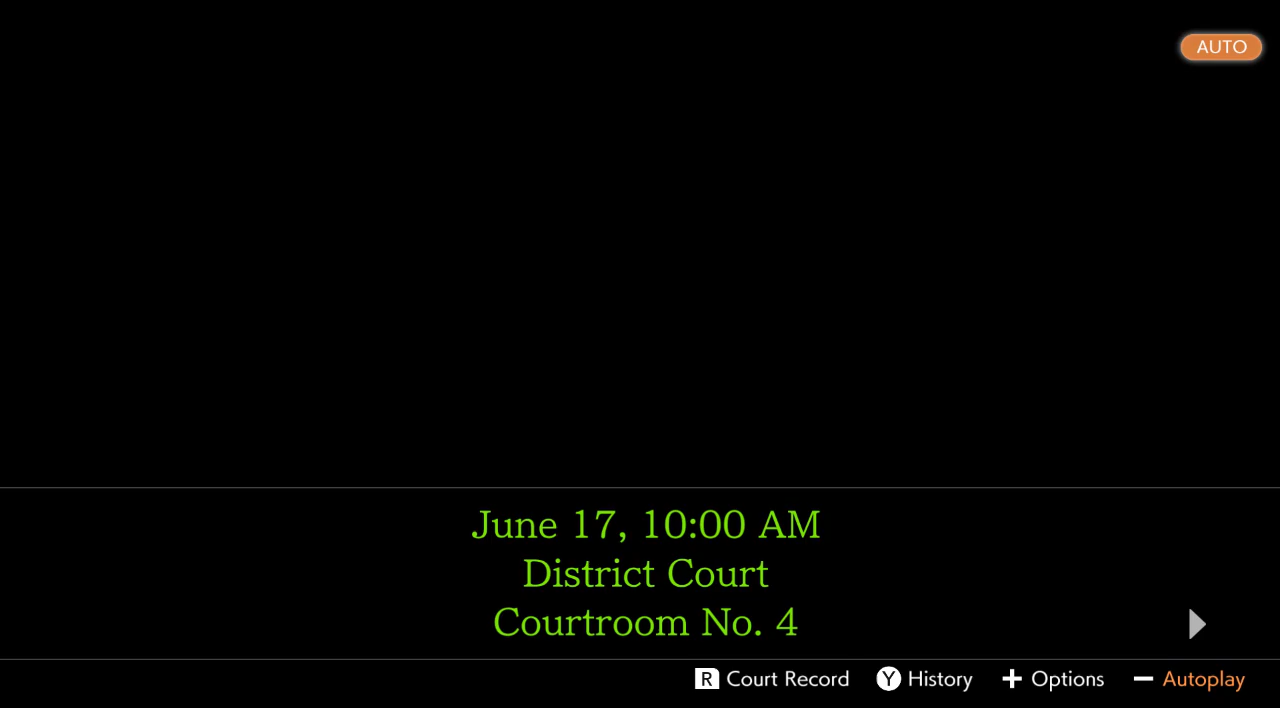 AUTO
June 17, 10:00 AM
District Court
Courtroom No. 4
R Court Record Y History + Options − Autoplay